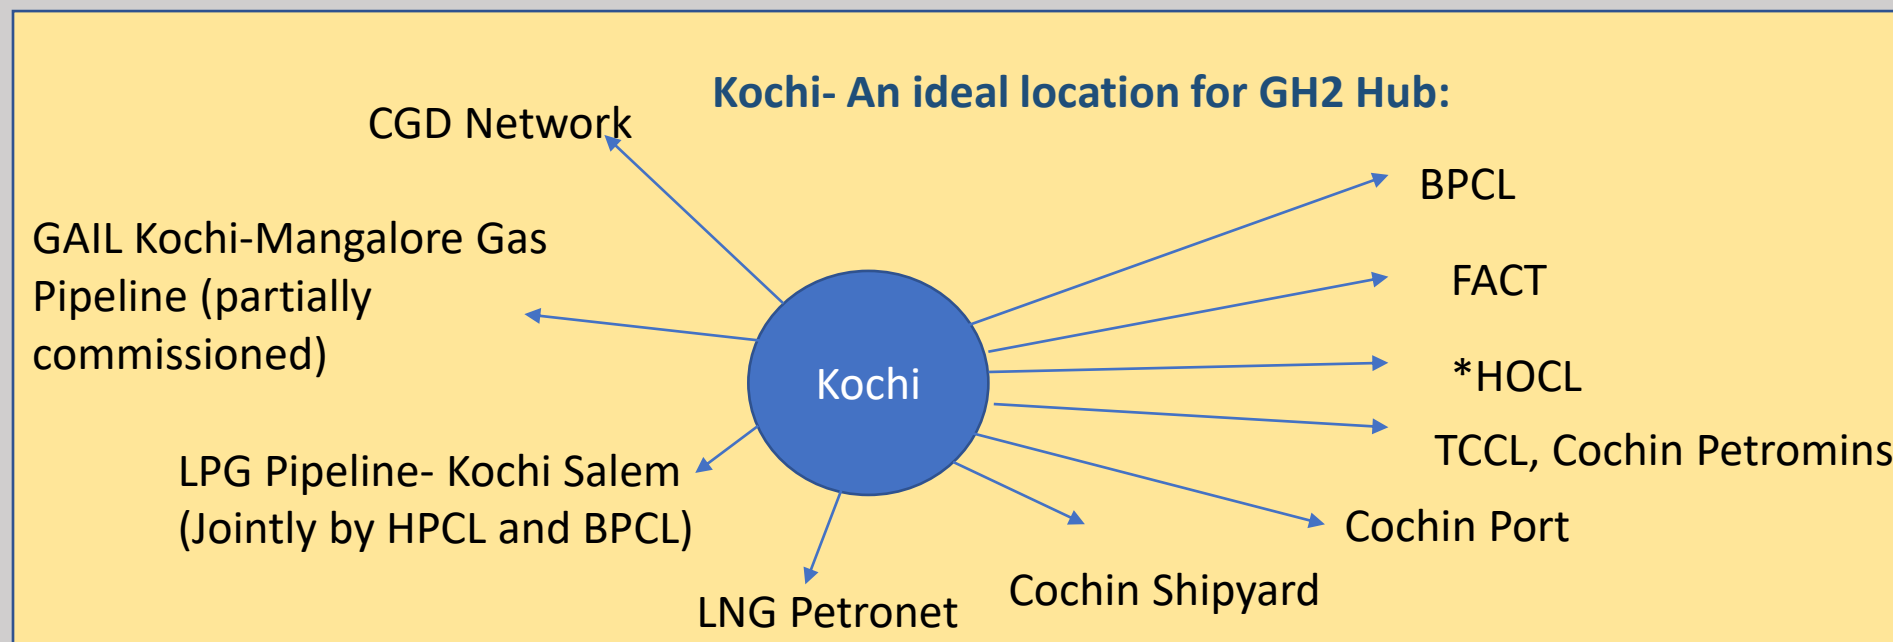 Kochi- An ideal location for GH2 Hub:
CGD Network
GAIL Kochi-Mangalore Gas
Pipeline (partially
commissioned)
LPG Pipeline- Kochi Salem
(Jointly by HPCL and BPCL)
LNG Petronet
Kochi
BPCL
FACT
*HOCL
TCCL, Cochin Petromins
Cochin Port
Cochin Shipyard